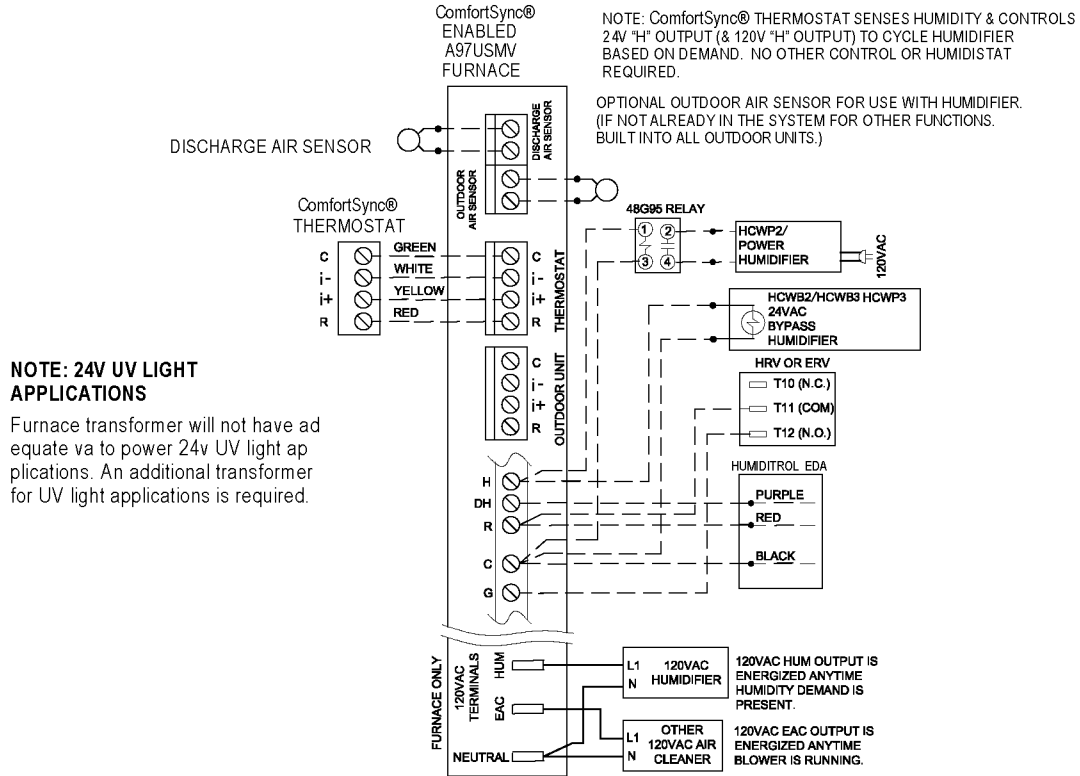 ComfortSync®
ENABLED
A97USMV
FURNACE
NOTE: ComfortSync® THERMOSTAT SENSES HUMIDITY & CONTROLS
24V “H” OUTPUT (& 120V “H” OUTPUT) TO CYCLE HUMIDIFIER
BASED ON DEMAND. NO OTHER CONTROL OR HUMIDISTAT
REQUIRED.
OPTIONAL OUTDOOR AIR SENSOR FOR USE WITH HUMIDIFIER.
(IF NOT ALREADY IN THE SYSTEM FOR OTHER FUNCTIONS.
BUILT INTO ALL OUTDOOR UNITS.)
DISCHARGE AIR SENSOR
DISCHARGE
AIR SENSOR
OUTDOOR
AIR SENSOR
ComfortSync®
THERMOSTAT
C
i-
i+
R
GREEN
WHITE
YELLOW
RED
C
i-
i+
R
THERMOSTAT
48G95 RELAY
1 2
3 4
HCWP2/
POWER
HUMIDIFIER
120VAC
HCWB2/HCWB3 HCWP3
24VAC
BYPASS
HUMIDIFIER
NOTE: 24V UV LIGHT
APPLICATIONS
Furnace transformer will not have ad
equate va to power 24v UV light ap
plications. An additional transformer
for UV light applications is required.
C
i-
i+
R
OUTDOOR UNIT
HRV OR ERV
T10 (N.C.)
T11 (COM)
T12 (N.O.)
H
DH
R
C
G
HUMIDITROL EDA
PURPLE
RED
BLACK
FURNACE ONLY
120VAC
TERMINALS
HUM
EAC
NEUTRAL
L1
N
120VAC
HUMIDIFIER
120VAC HUM OUTPUT IS
ENERGIZED ANYTIME
HUMIDITY DEMAND IS
PRESENT.
L1
N
OTHER
120VAC AIR
CLEANER
120VAC EAC OUTPUT IS
ENERGIZED ANYTIME
BLOWER IS RUNNING.